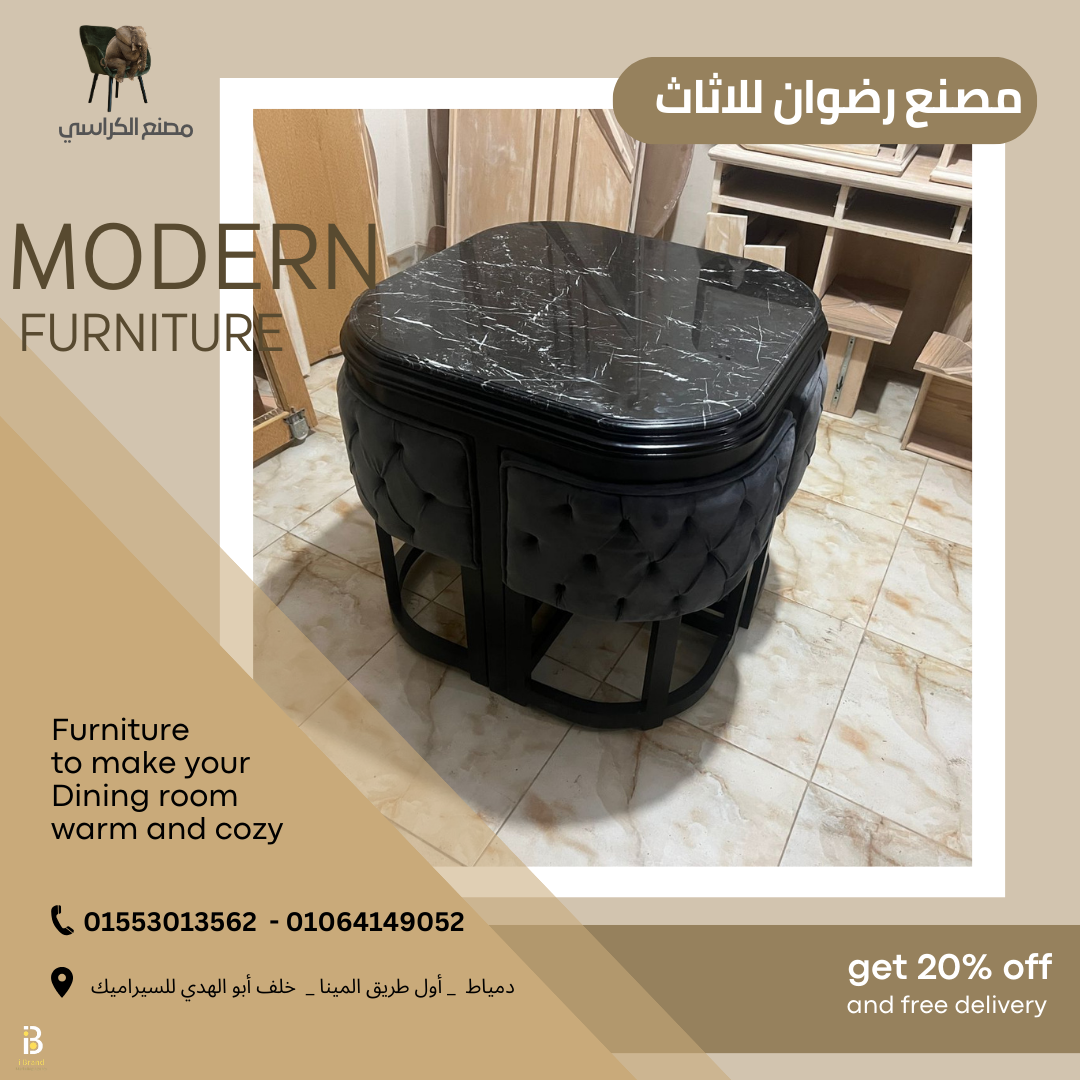 مصنع الكراسي
مصنع رضوان للاثاث
MODERN
FURNITURE
Furniture
to make your
Dining room
warm and cozy
01553013562 - 01064149052
دمياط _ أول طريق المينا _ خلف أبو الهدي للسيراميك
get 20% off
and free delivery